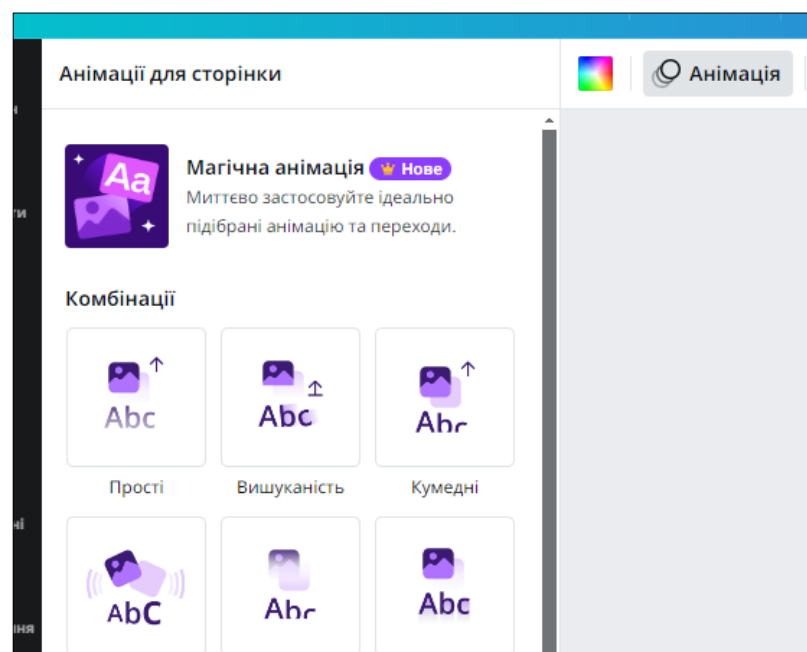 Анімації для сторінки
Анімація
Aa
Магічна анімація Нове
Миттєво застосовуйте ідеально
підібрані анімацію та переходи.
Комбінації
Abc Abc Abc
Прості Вишуканість Кумедні
AbC Abc Abc